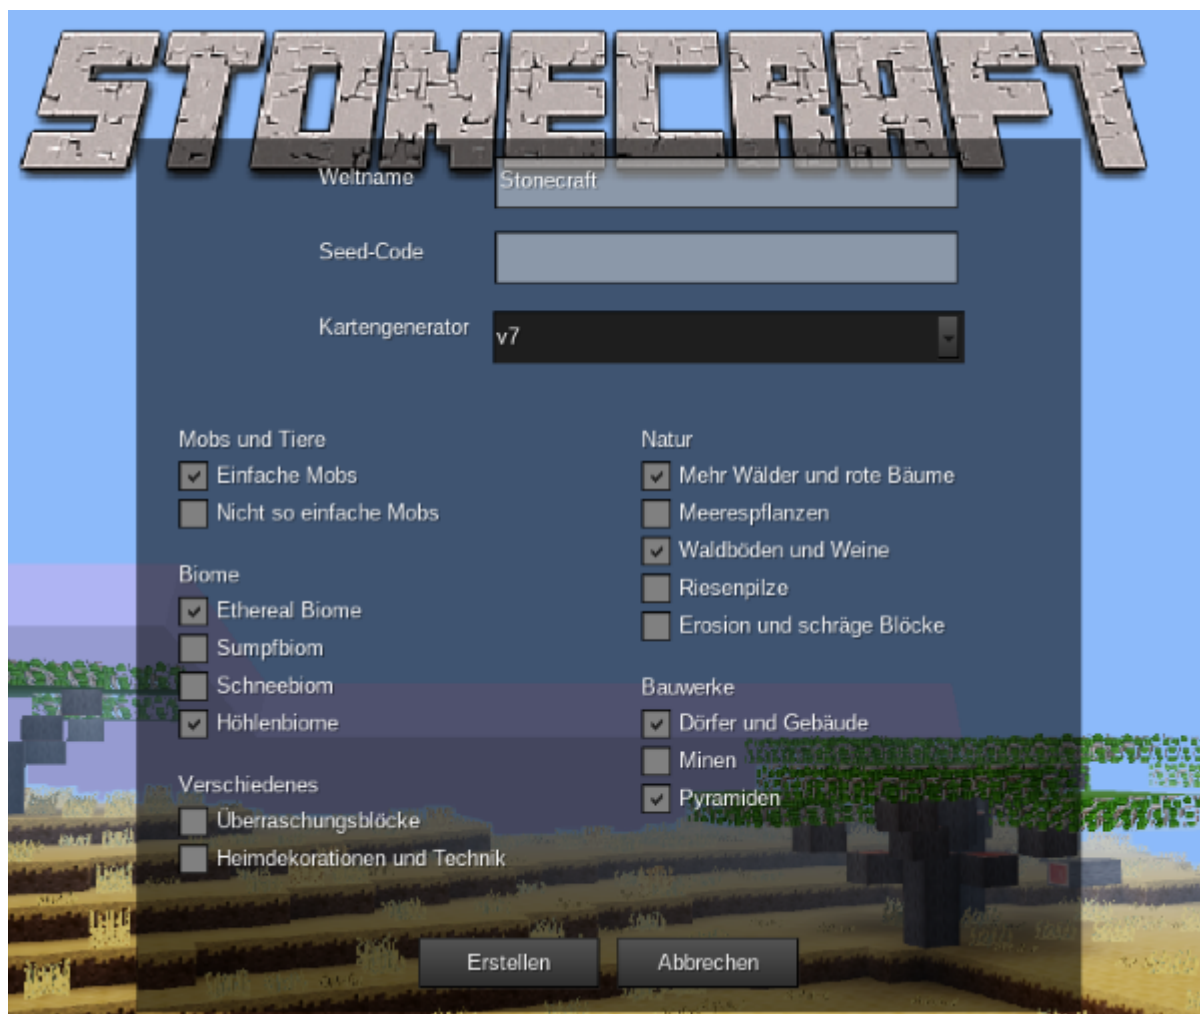 STONECRAFT
Weltname
Stonecraft
Seed-Code
Kartengenerator
v7
Mobs und Tiere
Einfache Mobs
Nicht so einfache Mobs
Biome
Ethereal Biome
Sumpfbiom
Schneebiom
Höhlenbiome
Verschiedenes
Überraschungsblöcke
Heimdekorationen und Technik
Natur
Mehr Wälder und rote Bäume
Meerespflanzen
Waldböden und Weine
Riesenpilze
Erosion und schräge Blöcke
Bauwerke
Dörfer und Gebäude
Minen
Pyramiden
Erstellen
Abbrechen